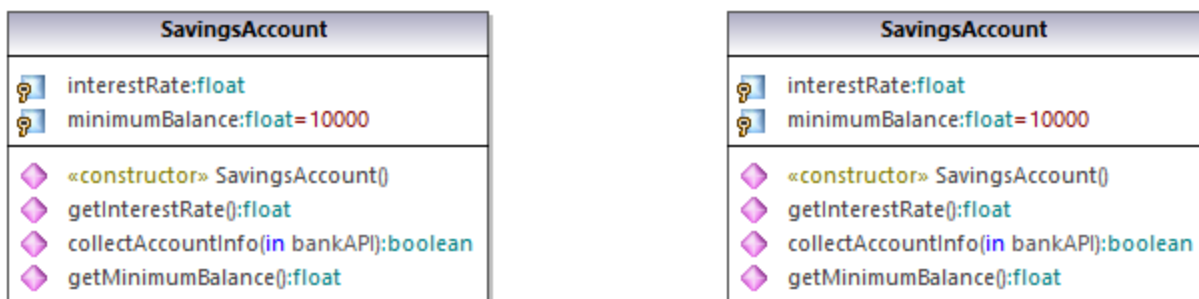 SavingsAccount
interestRate:float
minimumBalance:float=10000
«constructor» SavingsAccount()
getInterestRate():float
collectAccountInfo(in bankAPI):boolean
getMinimumBalance():float
SavingsAccount
interestRate:float
minimumBalance:float=10000
«constructor» SavingsAccount()
getInterestRate():float
collectAccountInfo(in bankAPI):boolean
getMinimumBalance():float